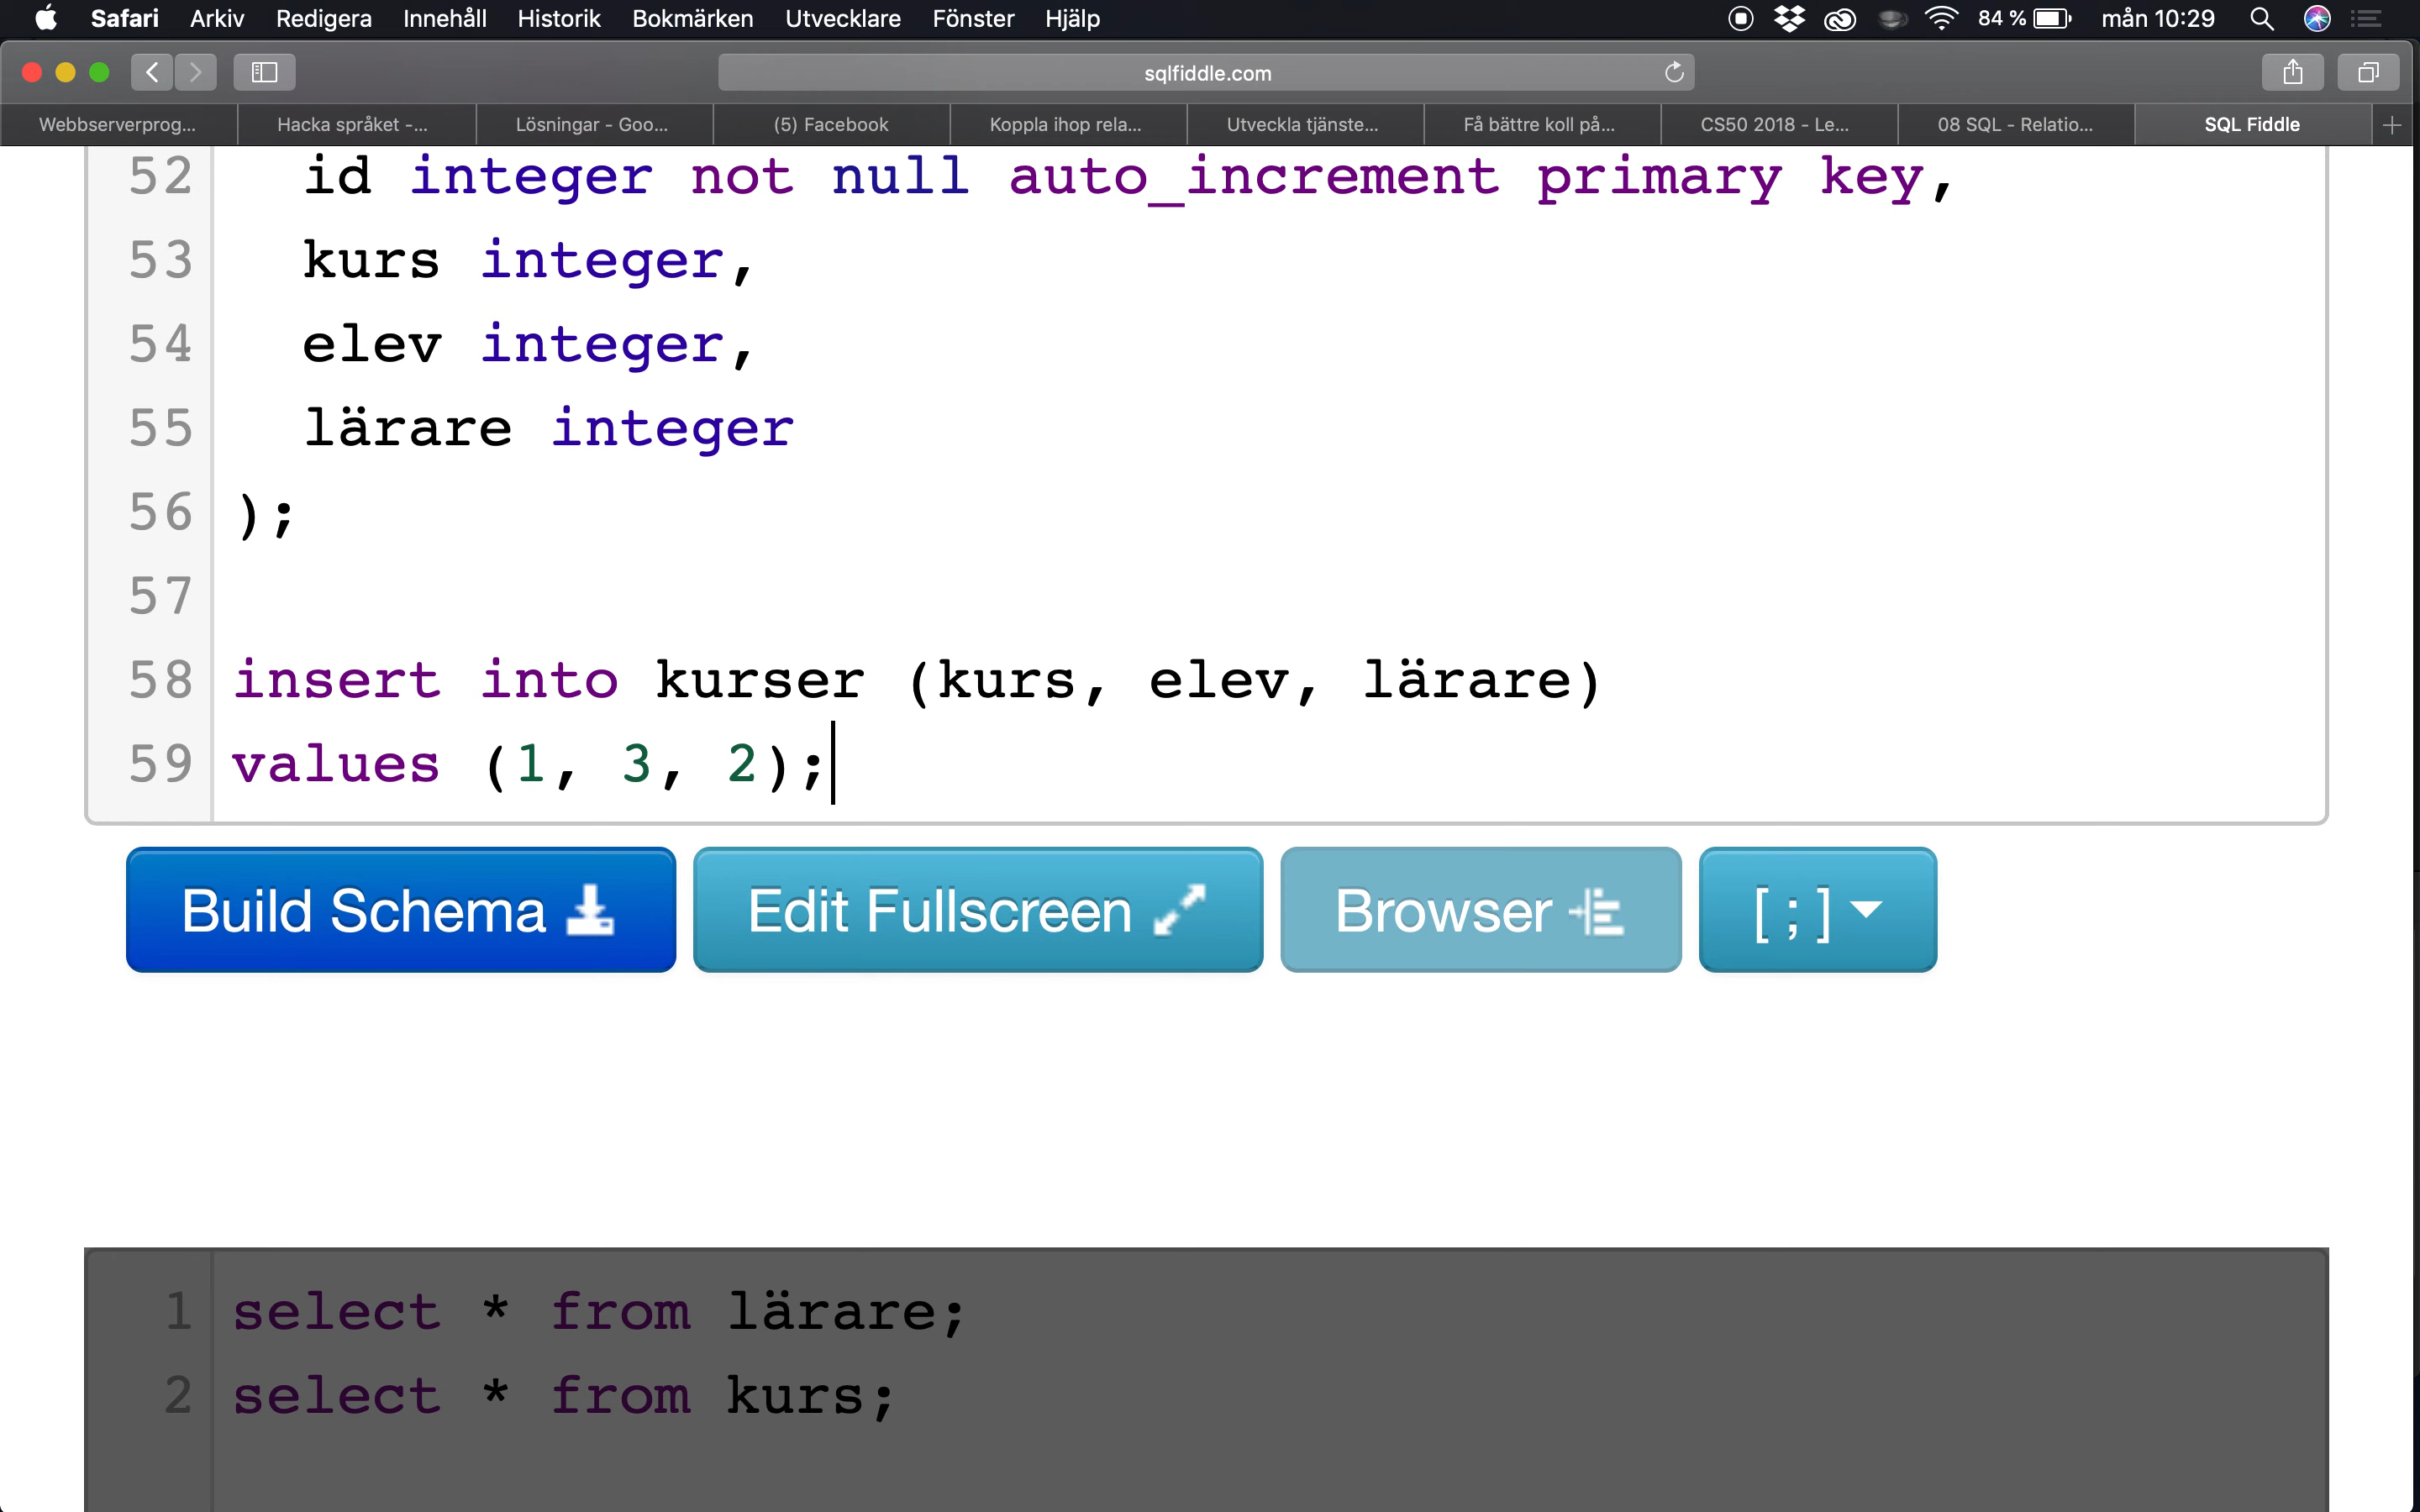 Safari Arkiv Redigera Innehåll Historik Bokmärken Utvecklare Fönster Hjälp 84 % mån 10:29
sqlfiddle.com
Webbserverprog... Hacka språket -... Lösningar - Goo... (5) Facebook Koppla ihop rela... Utveckla tjänste... Få bättre koll på... CS50 2018 - Le... 08 SQL - Relatio... SQL Fiddle
52 id integer not null auto_increment primary key,
53 kurs integer,
54 elev integer,
55 lärare integer
56 );
57
58 insert into kurser (kurs, elev, lärare)
59 values (1, 3, 2);
Build Schema Edit Fullscreen Browser [ ; ]
1 select * from lärare;
2 select * from kurs;